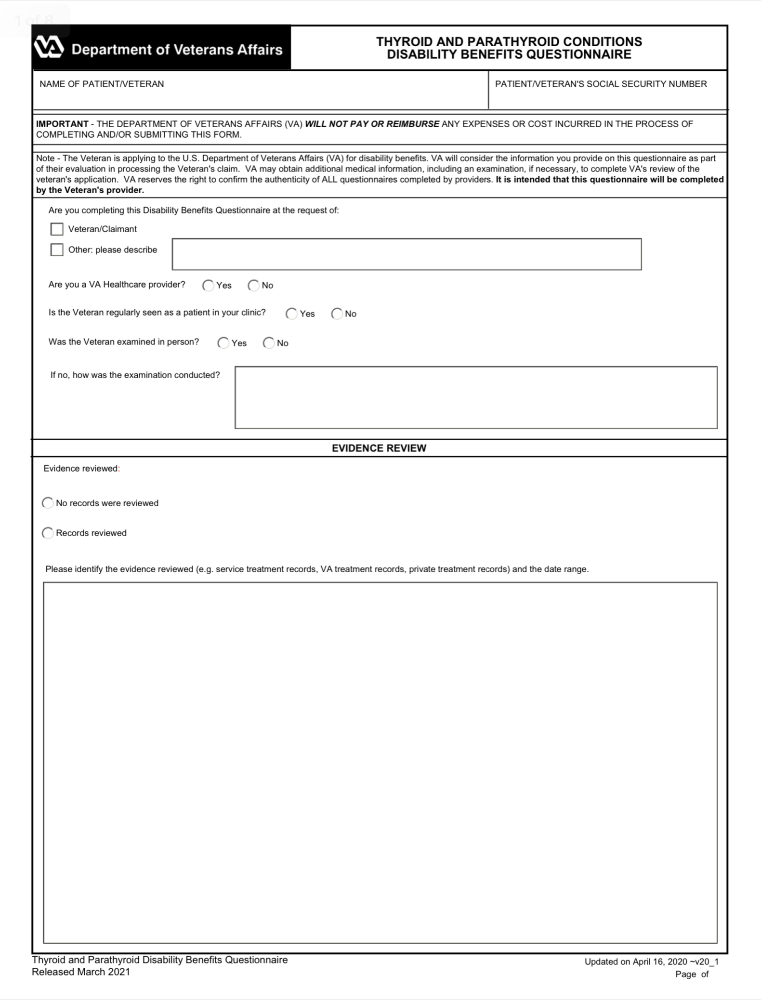 1 of 8
VA Department of Veterans Affairs
THYROID AND PARATHYROID CONDITIONS
DISABILITY BENEFITS QUESTIONNAIRE
NAME OF PATIENT/VETERAN
PATIENT/VETERAN'S SOCIAL SECURITY NUMBER
IMPORTANT - THE DEPARTMENT OF VETERANS AFFAIRS (VA) WILL NOT PAY OR REIMBURSE ANY EXPENSES OR COST INCURRED IN THE PROCESS OF
COMPLETING AND/OR SUBMITTING THIS FORM.
Note - The Veteran is applying to the U.S. Department of Veterans Affairs (VA) for disability benefits. VA will consider the information you provide on this questionnaire as part
of their evaluation in processing the Veteran's claim.  VA may obtain additional medical information, including an examination, if necessary, to complete VA's review of the
veteran's application.  VA reserves the right to confirm the authenticity of ALL questionnaires completed by providers. It is intended that this questionnaire will be completed
by the Veteran's provider.
Are you completing this Disability Benefits Questionnaire at the request of:
Veteran/Claimant
Other: please describe
Are you a VA Healthcare provider? Yes No
Is the Veteran regularly seen as a patient in your clinic? Yes No
Was the Veteran examined in person? Yes No
If no, how was the examination conducted?
EVIDENCE REVIEW
Evidence reviewed:
No records were reviewed
Records reviewed
Please identify the evidence reviewed (e.g. service treatment records, VA treatment records, private treatment records) and the date range.
Thyroid and Parathyroid Disability Benefits Questionnaire
Released March 2021
Updated on April 16, 2020 ~v20_1
Page of